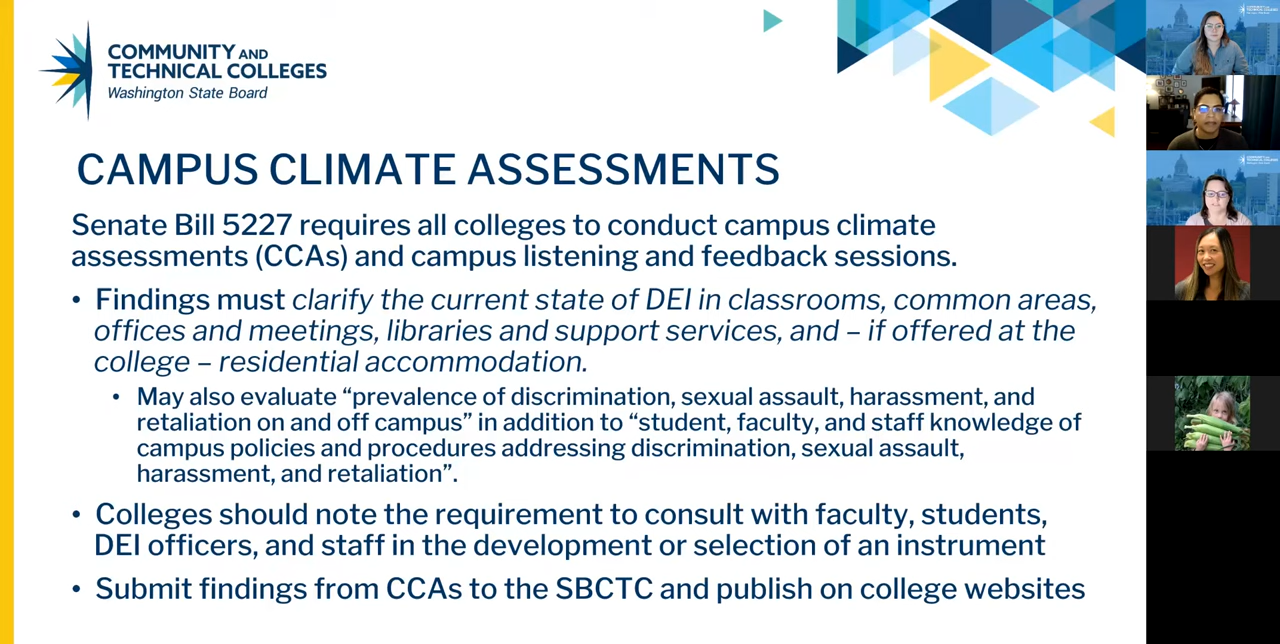 COMMUNITY AND
TECHNICAL COLLEGES
Washington State Board
CAMPUS CLIMATE ASSESSMENTS
Senate Bill 5227 requires all colleges to conduct campus climate
assessments (CCAs) and campus listening and feedback sessions.
• Findings must clarify the current state of DEI in classrooms, common areas,
offices and meetings, libraries and support services, and – if offered at the
college – residential accommodation.
• May also evaluate “prevalence of discrimination, sexual assault, harassment, and
retaliation on and off campus” in addition to “student, faculty, and staff knowledge of
campus policies and procedures addressing discrimination, sexual assault,
harassment, and retaliation”.
• Colleges should note the requirement to consult with faculty, students,
DEI officers, and staff in the development or selection of an instrument
• Submit findings from CCAs to the SBCTC and publish on college websites